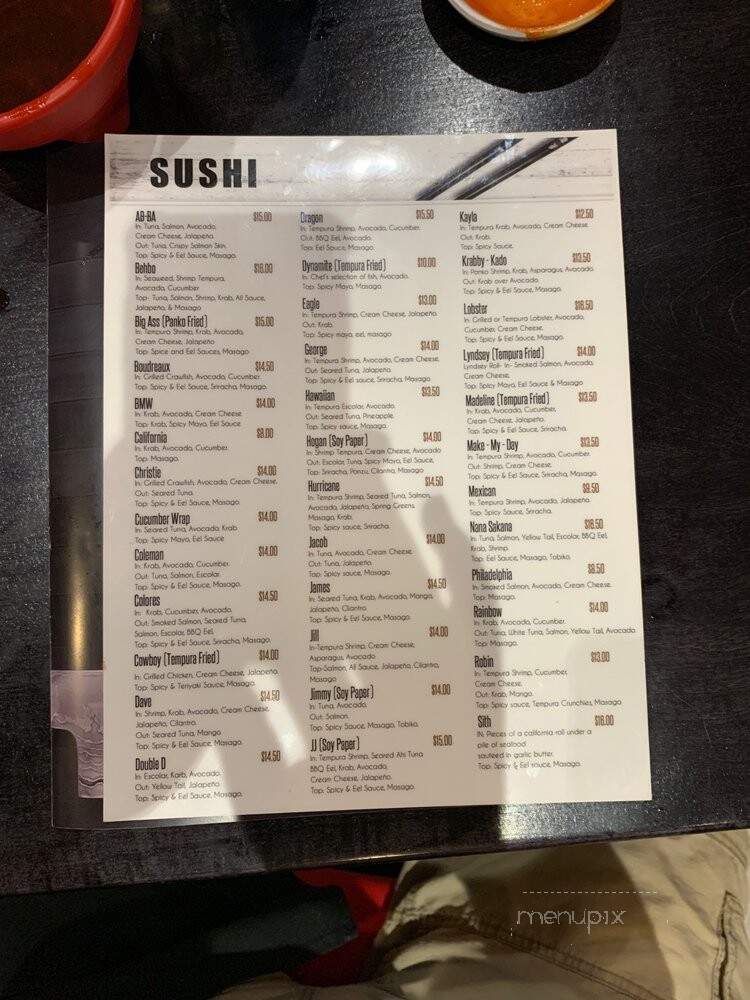 SUSHI
AB-BA $15.00
In: Tuna, Salmon, Avocado,
Cream Cheese, Jalapeño.
Out: Tuna, Crispy Salmon Skin.
Top: Spicy & Eel Sauces, Masago.
Behbo $16.00
In: Seaweed, Shrimp Tempura,
Avocado, Cucumber
Top- Tuna, Salmon, Shrimp, Krab, All Sauce,
Jalapeño, & Masago
Big Ass (Panko Fried) $15.00
In: Tempura Shrimp, Krab, Avocado,
Cream Cheese, Jalapeño
Top: Spice and Eel Sauces, Masago
Boudreaux $14.50
In: Grilled Crawfish, Avocado, Cucumber.
Top: Spicy & Eel Sauce, Sriracha, Masago.
BMW $14.00
In: Krab, Avocado, Cream Cheese
Top: Krab, Spicy Mayo, Eel Sauce
California $8.00
In: Krab, Avocado, Cucumber.
Top: Masago.
Christie $14.00
In: Grilled Crawfish, Avocado, Cream Cheese.
Out: Seared Tuna.
Top: Spicy & Eel Sauce, Masago.
Cucumber Wrap $14.00
In: Seared Tuna, Avocado, Krab
Top: Spicy Mayo, Eel Sauce
Coleman $14.00
In: Krab, Avocado, Cucumber.
Out: Tuna, Salmon, Escolar.
Top: Spicy & Eel Sauce, Masago.
Colores $14.50
In: Krab, Cucumber, Avocado.
Out: Smoked Salmon, Seared Tuna,
Salmon, Escolar, BBQ Eel.
Top: Spicy & Eel Sauce, Sriracha, Masago.
Cowboy (Tempura Fried) $14.00
In: Grilled Chicken, Cream Cheese, Jalapeño.
Top: Spicy & Teriyaki Sauce, Masago.
Dave $14.50
In: Shrimp, Krab, Avocado, Cream Cheese,
Jalapeño, Cilantro.
Out: Seared Tuna, Mango
Top: Spicy & Eel Sauce, Masago.
Double D $14.50
In: Escolar, Karb, Avocado.
Out: Yellow Tail, Jalapeño.
Top: Spicy & Eel Sauce, Masago.
Dragon $15.50
In: Tempura Shrimp, Avocado, Cucumber.
Out: BBQ Eel, Avocado.
Top: Eel Sauce, Masago.
Dynamite (Tempura Fried) $10.00
In: Chef's selection of fish, Avocado.
Top: Spicy Mayo, Masago.
Eagle $13.00
In: Tempura Shrimp, Cream Cheese, Jalapeño.
Out: Krab.
Top: Spicy mayo, eel, masago
George $14.00
In: Tempura Shrimp, Avocado, Cream Cheese.
Out: Seared Tuna, Jalapeño.
Top: Spicy & Eel sauce, Sriracha, Masago.
Hawaiian $13.50
In: Tempura Escolar, Avocado.
Out: Seared Tuna, Pineapple.
Top: Spicy sauce, Masago.
Hogan (Soy Paper) $14.00
In: Shrimp Tempura, Cream Cheese, Avocado
Out: Escolar, Tuna, Spicy Mayo, Eel Sauce,
Top: Sriracha, Ponzu, Cilantro, Masago
Hurricane $14.50
In: Tempura Shrimp, Seared Tuna, Salmon,
Avocado, Jalapeño, Spring Greens
Masago, Krab
Top: Spicy sauce, Sriracha.
Jacob $14.00
In: Tuna, Avocado, Cream Cheese
Out: Tuna, Jalapeño.
Top: Spicy sauce, Masago.
James $14.50
In: Seared Tuna, Krab, Avocado, Mango,
Jalapeño, Cilantro.
Top: & Eel Sauce, Masago.
Jill $14.00
In-Tempura Shrimp, Cream Cheese,
Asparagus, Avocado
Tap-Salmon, All Sauce, Jalapeño, Cilantro,
Masago
Jimmy (Soy Paper) $14.00
In: Tuna, Avocado.
Out: Salmon.
Top: Spicy Sauce, Masago, Tobiko.
JJ (Soy Paper) $15.00
In: Tempura Shrimp, Seared Ahi Tuna
BBQ Eel, Krab, Avocado,
Cream Cheese, Jalapeño.
Top: Spicy & Eel Sauce, Masago.
Kayla $12.50
In: Tempura Krab, Avocado, Cream Cheese.
Out: Krab.
Top: Spicy Sauce.
Krabby - Kado $13.50
In: Panko Shrimp, Krab, Asparagus, Avocado.
Out: Krab over Avocado.
Top: Spicy & Eel Sauce, Masago.
Lobster $16.50
In: Grilled or Tempura Lobster, Avocado,
Cucumber, Cream Cheese.
Top: Spicy & Eel Sauce, Masago.
Lyndsey (Tempura Fried) $14.00
Lyndsey Roll- In- Smoked Salmon, Avocado,
Cream Cheese,
Top: Spicy Mayo, Eel Sauce & Masago
Madeline (Tempura Fried) $13.50
In: Krab, Avocado, Cucumber,
Cream Cheese, Jalapeño.
Top: Spicy & Eel Sauce, Sriracha.
Make - My - Day $13.50
In: Tempura Shrimp, Avocado, Cucumber.
Out: Shrimp, Cream Cheese.
Top: Spicy & Eel Sauce, Sriracha, Masago.
Mexican $9.50
In: Tempura Shrimp, Avocado, Jalapeño.
Top: Spicy Sauce, Sriracha.
Nana Sakana $16.50
In: Tuna, Salmon, Yellow Tail, Escolar, BBQ Eel,
Krab, Shrimp.
Top: Eel Sauce, Masago, Tobiko.
Philadelphia $8.50
In: Smoked Salmon, Avocado, Cream Cheese.
Top: Masago.
Rainbow $14.00
In: Krab, Avocado, Cucumber.
Out: Tuna, White Tuna, Salmon, Yellow Tail, Avocado.
Top: Masago.
Robin $13.00
In: Tempura Shrimp, Cucumber,
Cream Cheese.
Out: Krab, Mango.
Top: Spicy sauce, Tempura Crunchies, Masago.
Sith $16.00
IN: Pieces of a california roll under a
pile of seafood
sauteed in garlic butter.
Top: Spicy & Eel sauce, Masago.
menupix